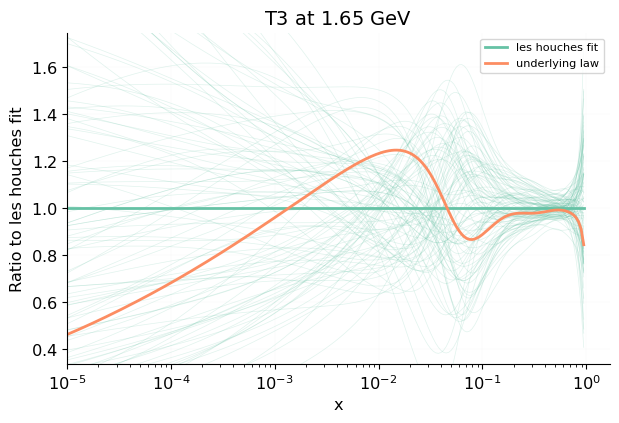 T3 at 1.65 GeV
les houches fit
underlying law
Ratio to les houches fit
1.6
1.4
1.2
1.0
0.8
0.6
0.4
10⁻⁵
10⁻⁴
10⁻³
10⁻²
10⁻¹
10⁰
x